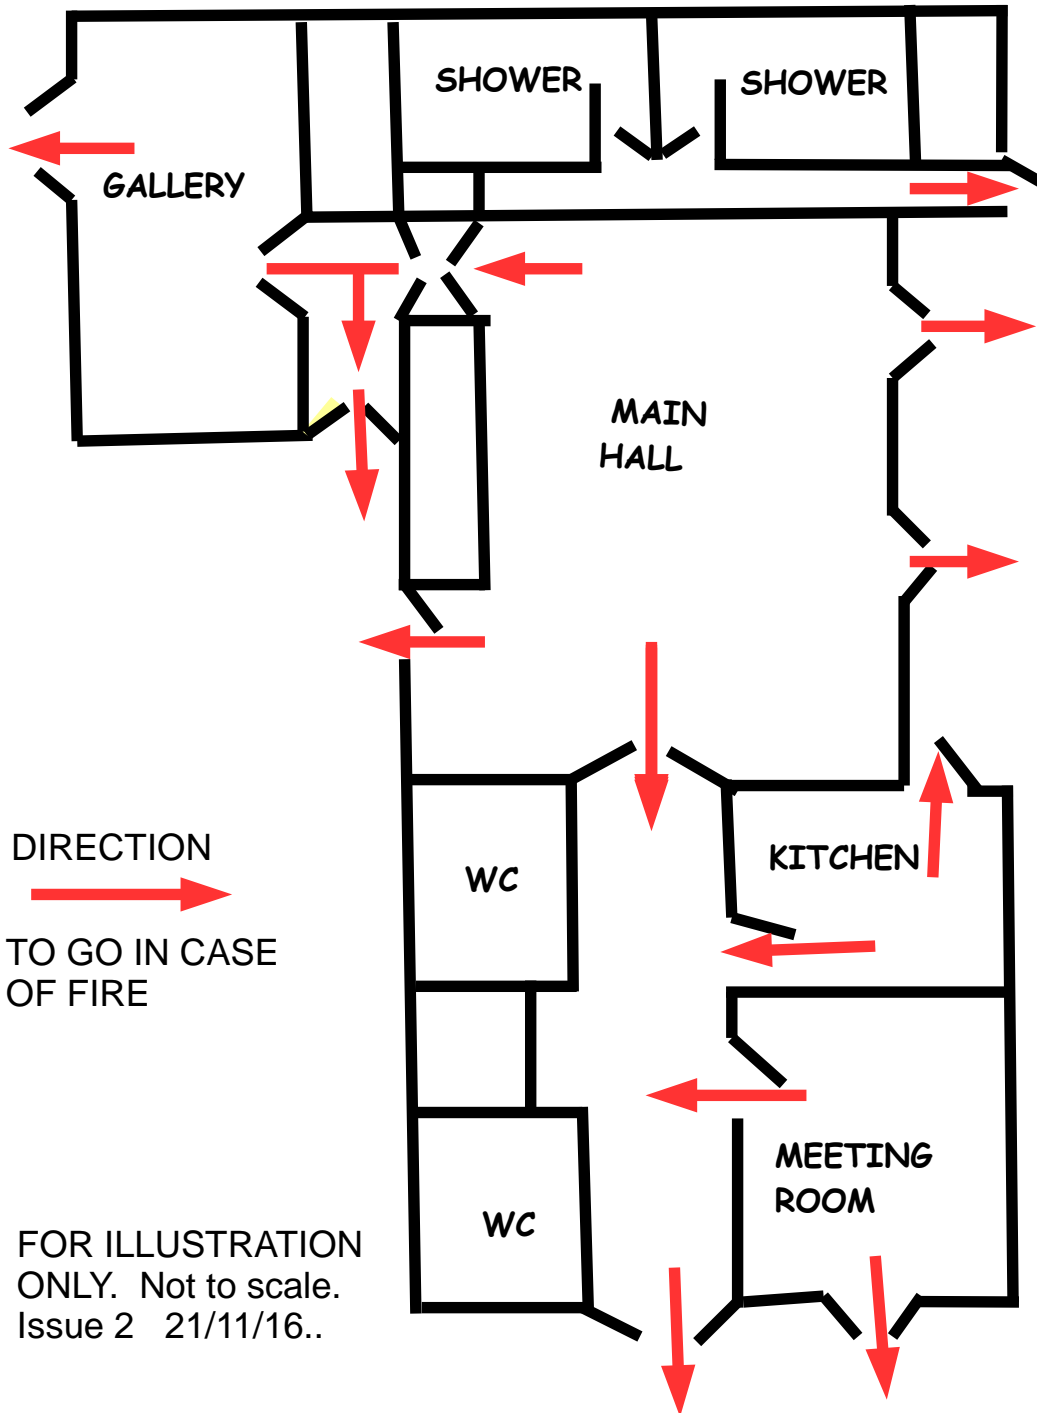 SHOWER
SHOWER
GALLERY
MAIN
HALL
DIRECTION
TO GO IN CASE
OF FIRE
WC
KITCHEN
MEETING
ROOM
WC
FOR ILLUSTRATION
ONLY.  Not to scale.
Issue 2   21/11/16..